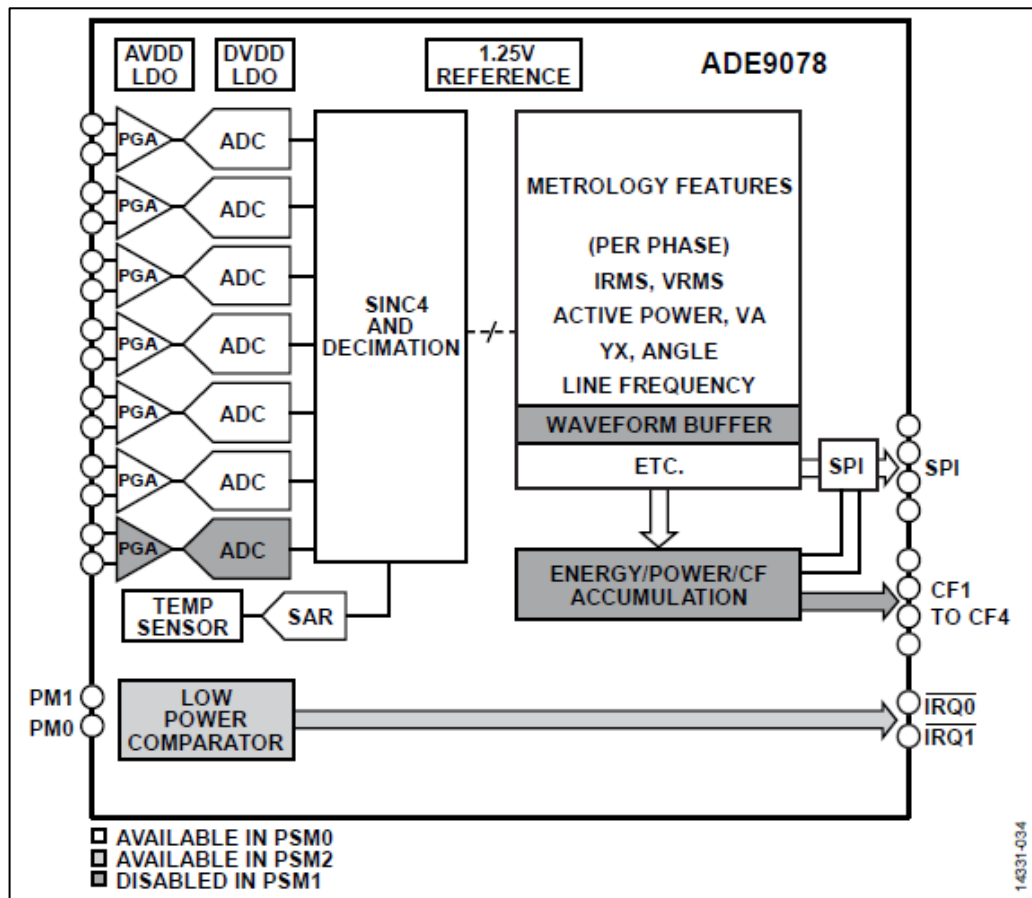 AVDD
LDO
DVDD
LDO
1.25V
REFERENCE
ADE9078
PGA
ADC
PGA
ADC
PGA
ADC
PGA
ADC
PGA
ADC
PGA
ADC
PGA
ADC
SINC4
AND
DECIMATION
METROLOGY FEATURES
(PER PHASE)
IRMS, VRMS
ACTIVE POWER, VA
YX, ANGLE
LINE FREQUENCY
WAVEFORM BUFFER
ETC.
SPI
SPI
ENERGY/POWER/CF
ACCUMULATION
CF1
TO CF4
TEMP
SENSOR
SAR
PM1
PM0
LOW
POWER
COMPARATOR
IRQ0
IRQ1
AVAILABLE IN PSM0
AVAILABLE IN PSM2
DISABLED IN PSM1
14331-034